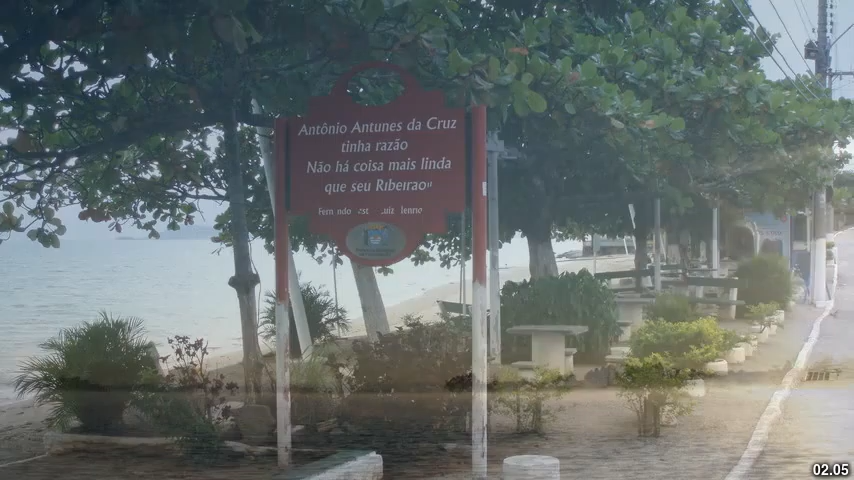 Antônio Antunes da Cruz
tinha razão
Não há coisa mais linda
que seu Ribeirão"
02.05